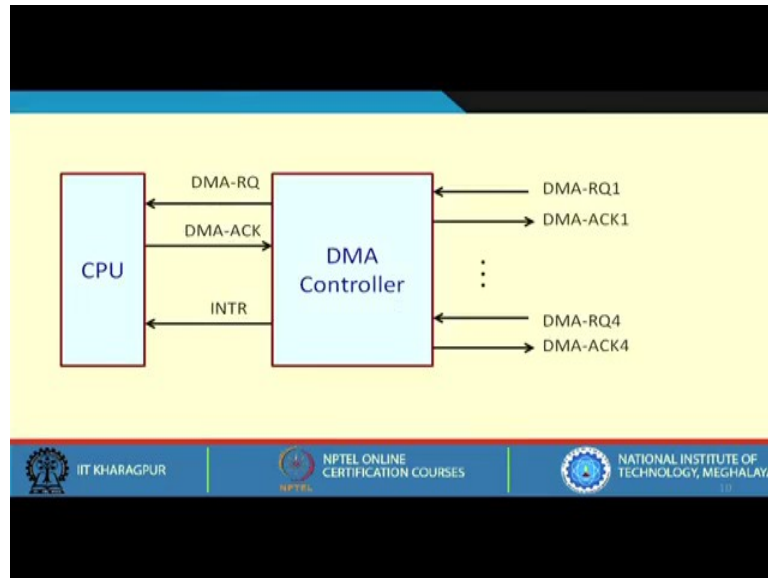 DMA-RQ
DMA-RQ1
DMA-ACK
DMA-ACK1
CPU
DMA
Controller
INTR
DMA-RQ4
DMA-ACK4
IIT KHARAGPUR
NPTEL
NPTEL ONLINE
CERTIFICATION COURSES
NATIONAL INSTITUTE OF
TECHNOLOGY, MEGHALAYA
10